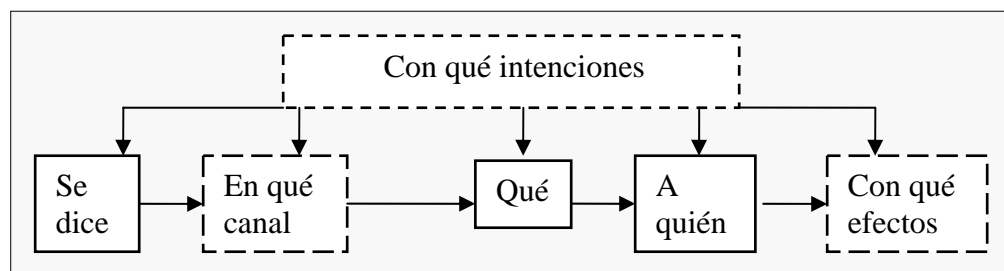 Con qué intenciones
Se
dice
En qué
canal
Qué
A
quién
Con qué
efectos